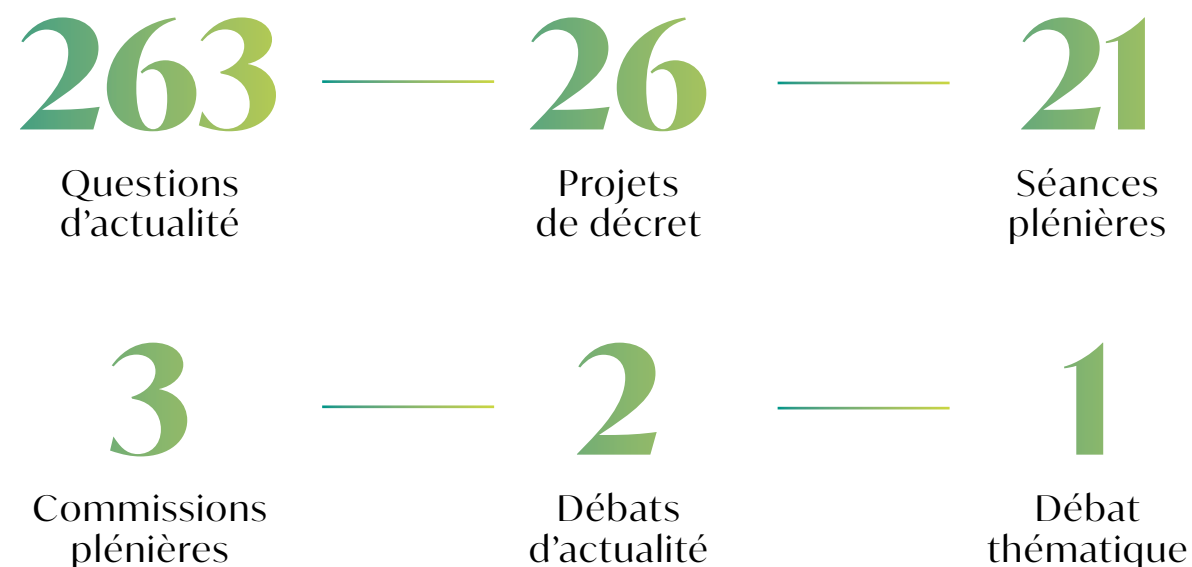 263
Questions
d’actualité
26
Projets
de décret
21
Séances
plénières
3
Commissions
plénières
2
Débats
d’actualité
1
Débat
thématique